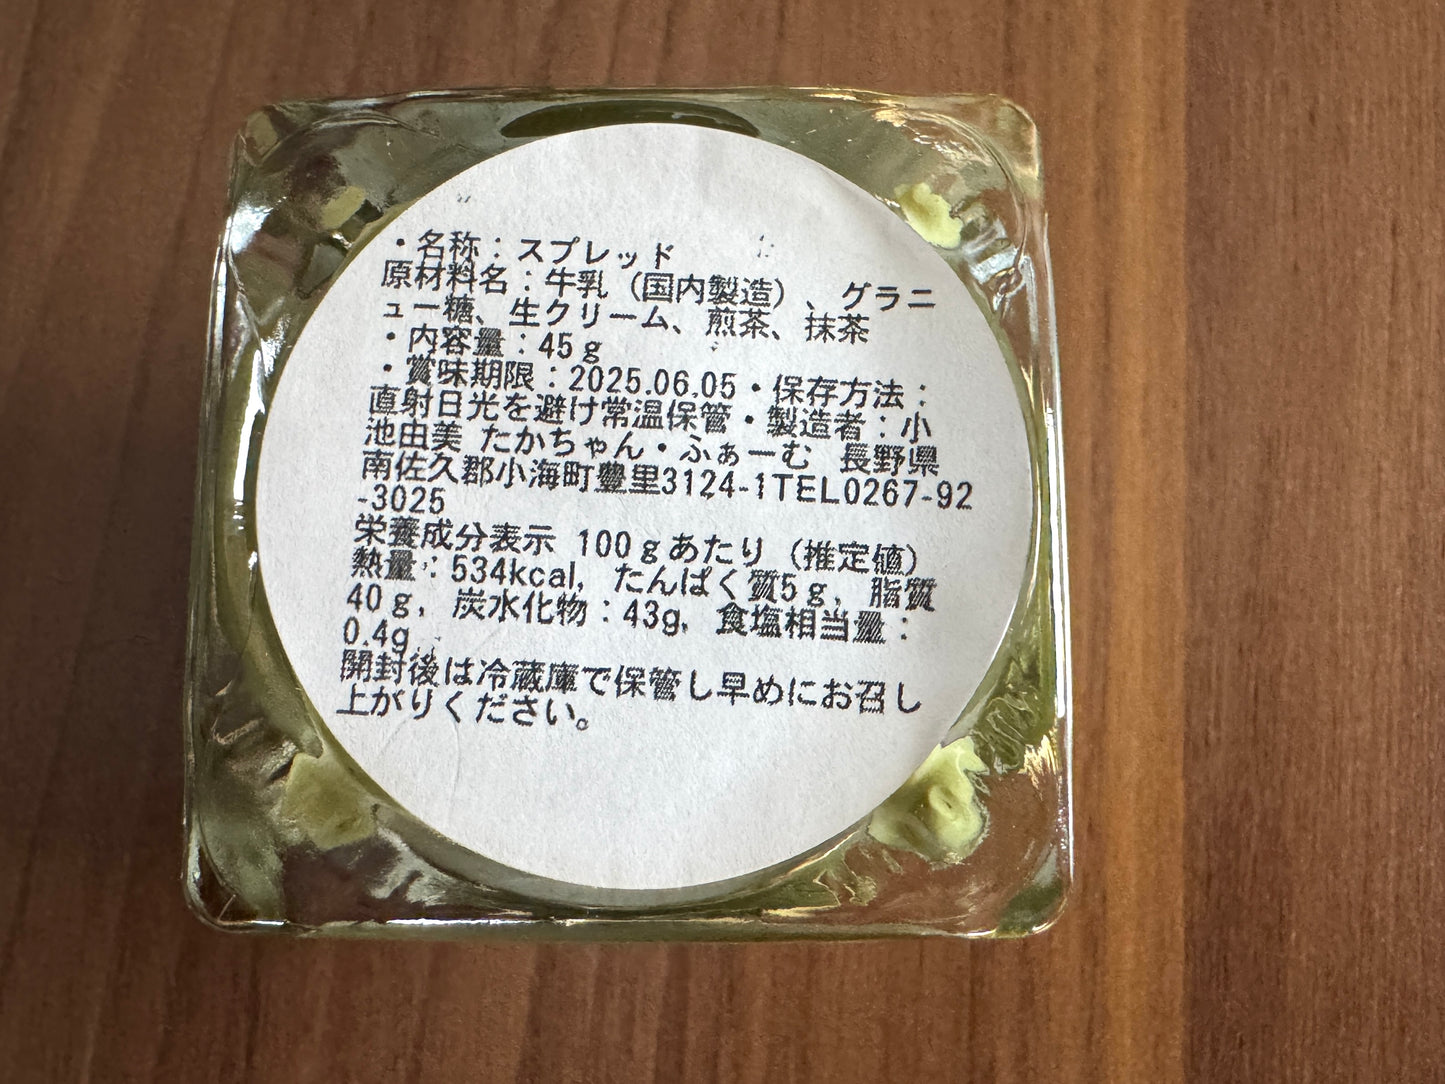 ・名称：スプレッド
原材料名：牛乳（国内製造）、グラニ
ュー糖、生クリーム、煎茶、抹茶
・内容量：45ｇ
・賞味期限：2025.06.05・保存方法：
直射日光を避け常温保管・製造者：小
池由美 たかちゃん・ふぁーむ 長野県
南佐久郡小海町豊里3124-1TEL0267-92
-3025
栄養成分表示 100ｇあたり（推定値）
熱量：534kcal, たんぱく質5ｇ, 脂質
40ｇ, 炭水化物：43g, 食塩相当量：
0.4g
開封後は冷蔵庫で保管し早めにお召し
上がりください。